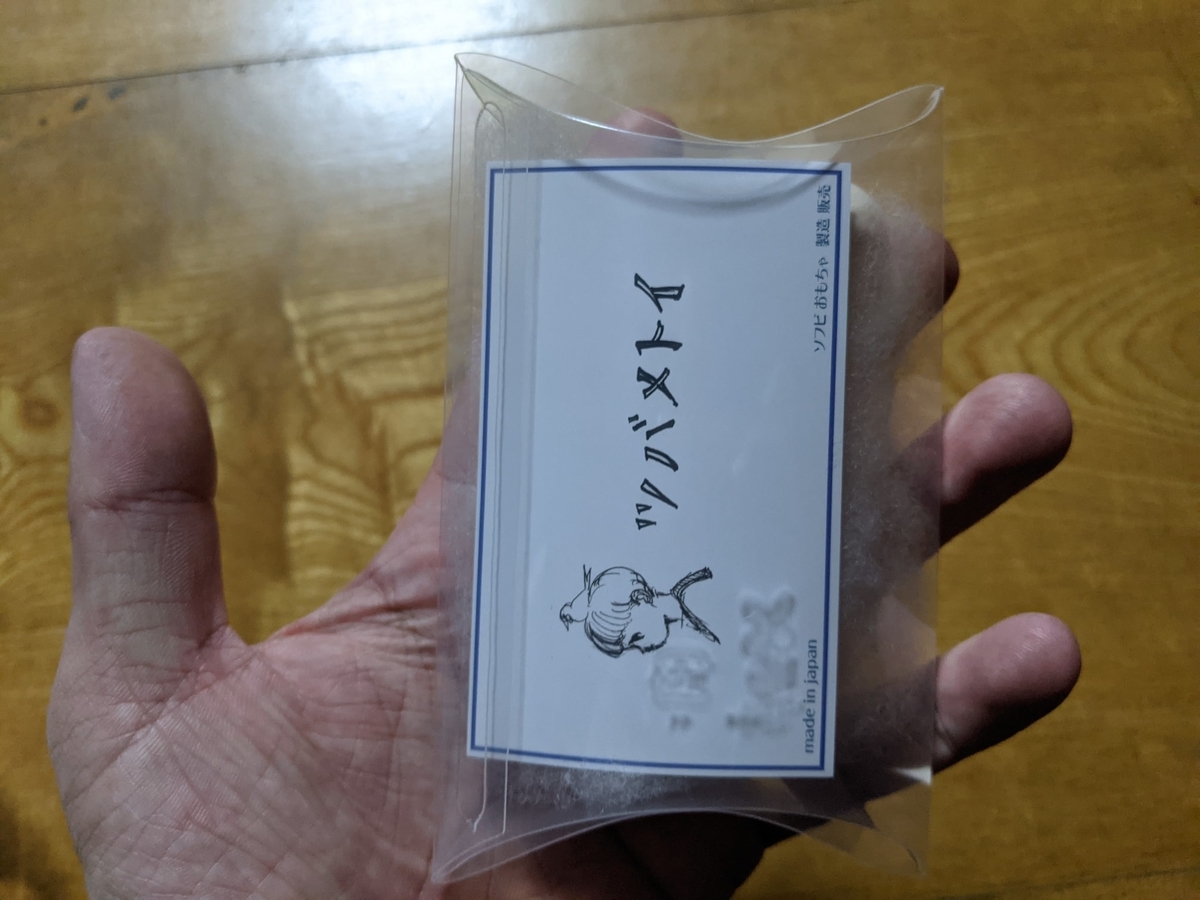 ソフビ おもちゃ 製造 販売
ツバメトイ
made in japan